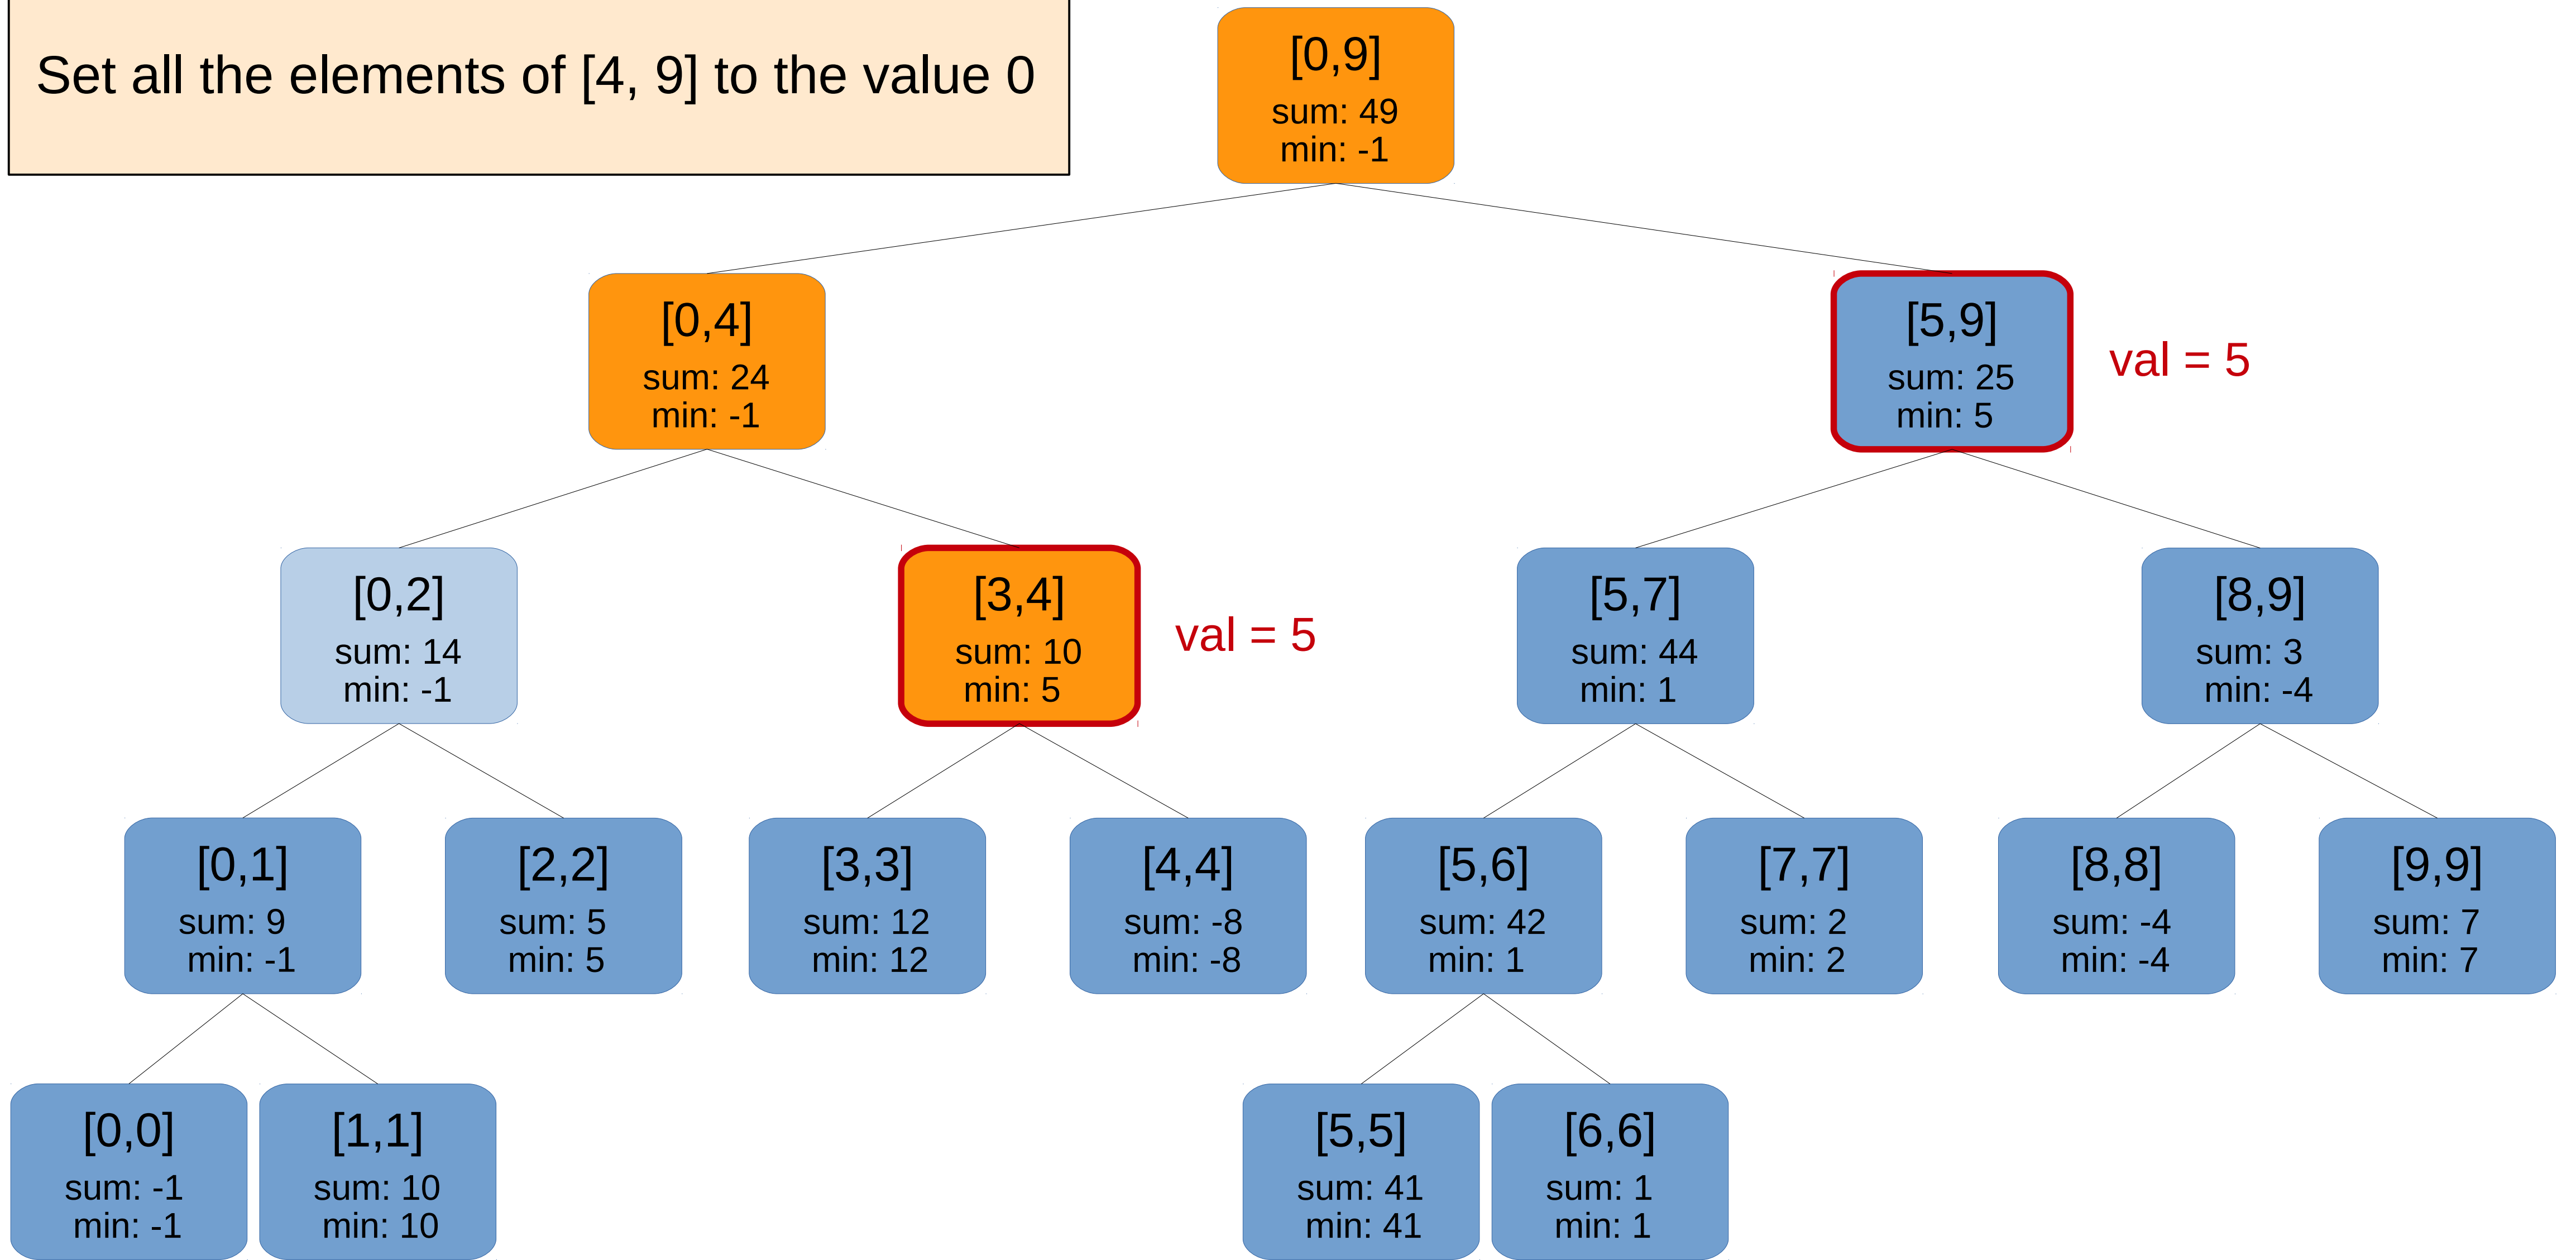 Set all the elements of [4, 9] to the value 0
[0,9]
sum: 49
min: -1
[0,4]
sum: 24
min: -1
[5,9]
sum: 25
min: 5
val = 5
[0,2]
sum: 14
min: -1
[3,4]
sum: 10
min: 5
val = 5
[5,7]
sum: 44
min: 1
[8,9]
sum: 3
min: -4
[0,1]
sum: 9
min: -1
[2,2]
sum: 5
min: 5
[3,3]
sum: 12
min: 12
[4,4]
sum: -8
min: -8
[5,6]
sum: 42
min: 1
[7,7]
sum: 2
min: 2
[8,8]
sum: -4
min: -4
[9,9]
sum: 7
min: 7
[0,0]
sum: -1
min: -1
[1,1]
sum: 10
min: 10
[5,5]
sum: 41
min: 41
[6,6]
sum: 1
min: 1